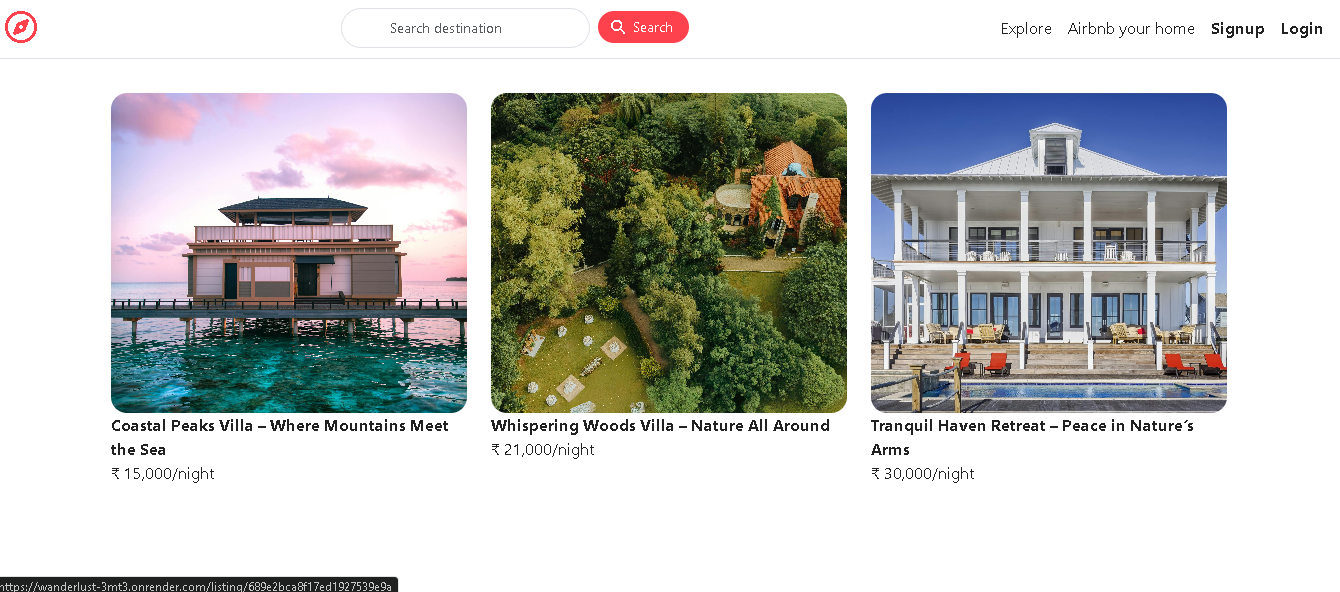 Search destination
Search
Explore
Airbnb your home
Signup
Login
Coastal Peaks Villa – Where Mountains Meet
the Sea
₹ 15,000/night
Whispering Woods Villa – Nature All Around
₹ 21,000/night
Tranquil Haven Retreat – Peace in Nature’s
Arms
₹ 30,000/night
https://wanderlust-3mt3.onrender.com/listing/689e2bca8f17ed1927539e9a